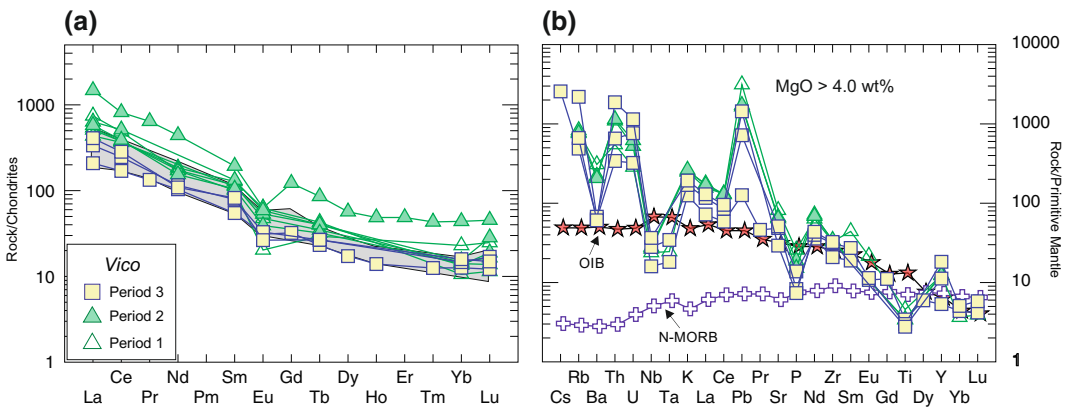 (a)
(b)
Rock/Chondrites
1000
100
10
1
Vico
Period 3
Period 2
Period 1
Ce Nd Sm Gd Dy Er Yb
La Pr Pm Eu Tb Ho Tm Lu
MgO > 4.0 wt%
OIB
N-MORB
10000
1000
100
10
1
Rock/Primitive Mantle
Rb Th Nb K Ce Pr P Zr Eu Ti Y Lu
Cs Ba U Ta La Pb Sr Nd Sm Gd Dy Yb